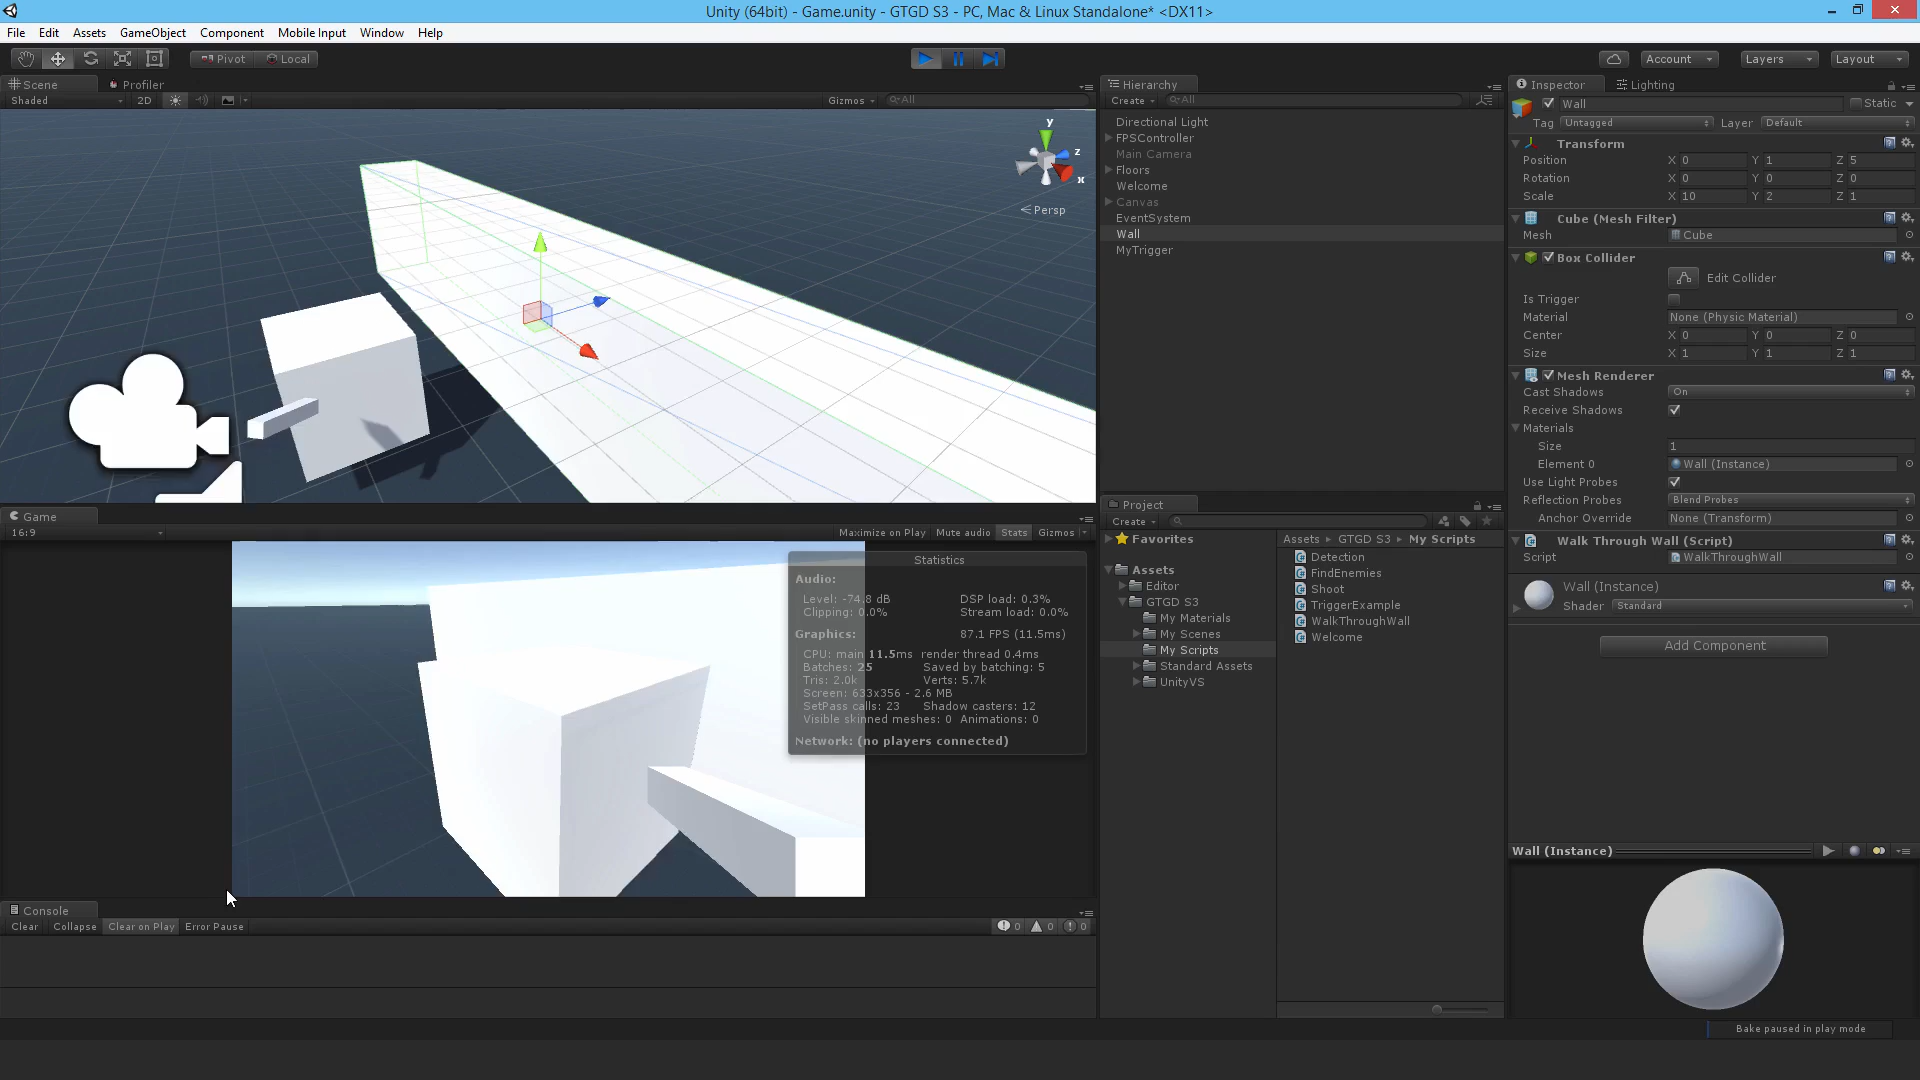 Unity (64bit) - Game.unity - GTGD S3 - PC, Mac & Linux Standalone* <DX11>
File Edit Assets GameObject Component Mobile Input Window Help
Pivot Local Account Layers Layout
Scene Profiler
Shaded 2D Gizmos All
y
z
x
Persp
Game
16:9 Maximize on Play Mute audio Stats Gizmos
Statistics
Audio:
Level: -74.8 dB DSP load: 0.3%
Clipping: 0.0% Stream load: 0.0%
Graphics: 87.1 FPS (11.5ms)
CPU: main 11.5ms render thread 0.4ms
Batches: 25 Saved by batching: 5
Tris: 2.0k Verts: 5.7k
Screen: 633x356 - 2.6 MB
SetPass calls: 23 Shadow casters: 12
Visible skinned meshes: 0 Animations: 0
Network: (no players connected)
Console
Clear Collapse Clear on Play Error Pause 0 0 0
Hierarchy
Create All
Directional Light
FPSController
Main Camera
Floors
Welcome
Canvas
EventSystem
Wall
MyTrigger
Project
Create
Favorites
Assets
Editor
GTGD S3
My Materials
My Scenes
My Scripts
Standard Assets
UnityVS
Assets GTGD S3 My Scripts
Detection
FindEnemies
Shoot
TriggerExample
WalkThroughWall
Welcome
Inspector Lighting
Wall Static
Tag Untagged Layer Default
Transform
Position X 0 Y 1 Z 5
Rotation X 0 Y 0 Z 0
Scale X 10 Y 2 Z 1
Cube (Mesh Filter)
Mesh Cube
Box Collider
Edit Collider
Is Trigger
Material None (Physic Material)
Center X 0 Y 0 Z 0
Size X 1 Y 1 Z 1
Mesh Renderer
Cast Shadows On
Receive Shadows
Materials
Size 1
Element 0 Wall (Instance)
Use Light Probes
Reflection Probes Blend Probes
Anchor Override None (Transform)
Walk Through Wall (Script)
Script WalkThroughWall
Wall (Instance)
Shader Standard
Add Component
Wall (Instance)
Bake paused in play mode